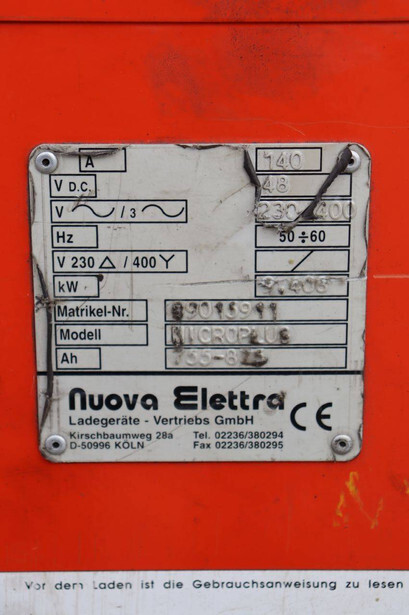 A 140
V D.C. 48
V / 3 230 400
Hz 50÷60
V 230 △ / 400 Y
kW
Matrikel-Nr.
Modell MICROPLUS
Ah
Nuova Elettra CE
Ladegeräte - Vertriebs GmbH
Kirschbaumweg 28a Tel. 02236/380294
D-50996 KÖLN Fax 02236/380295
Vor dem Laden ist die Gebrauchsanweisung zu lesen